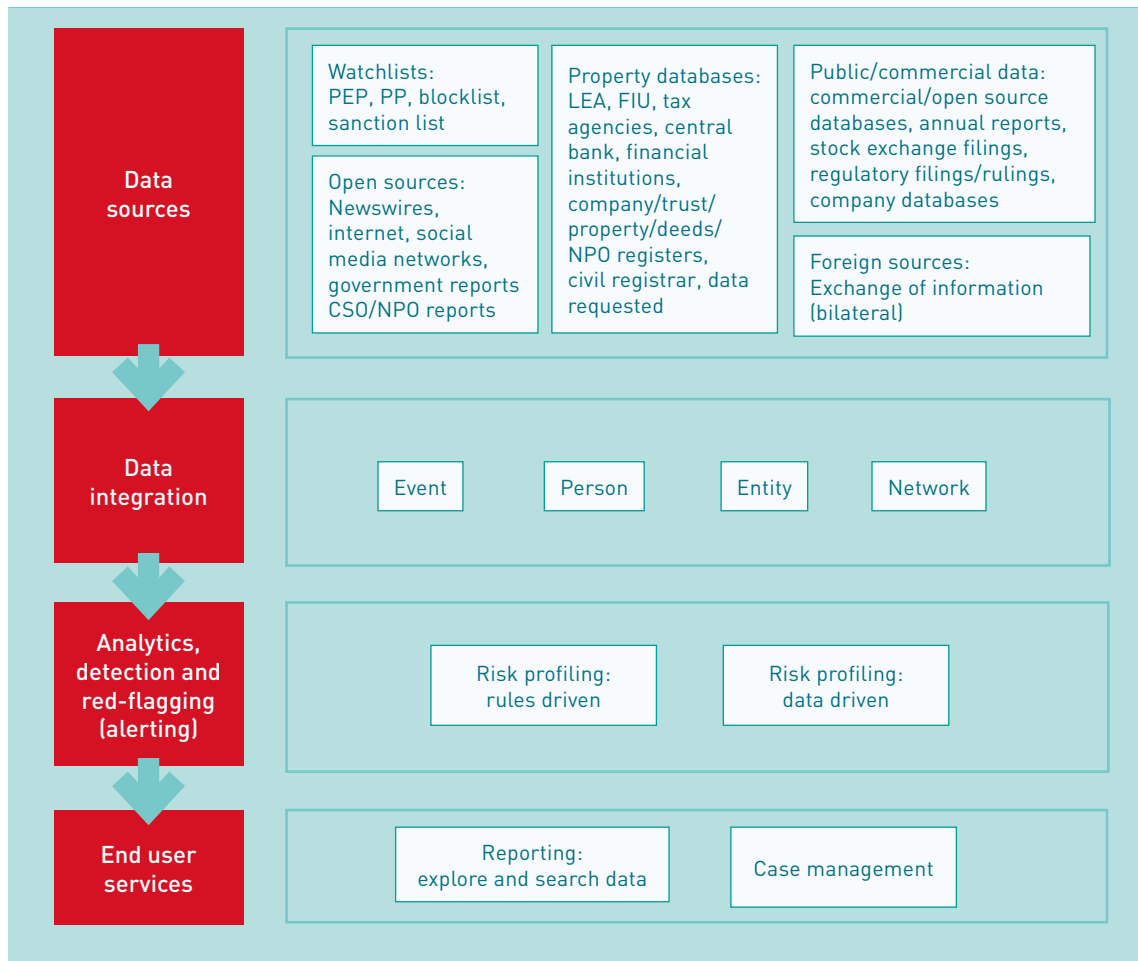 Data
sources
Watchlists:
PEP, PP, blocklist,
sanction list
Open sources:
Newswires,
internet, social
media networks,
government reports
CSO/NPO reports
Property databases:
LEA, FIU, tax
agencies, central
bank, financial
institutions,
company/trust/
property/deeds/
NPO registers,
civil registrar, data
requested
Public/commercial data:
commercial/open source
databases, annual reports,
stock exchange filings,
regulatory filings/rulings,
company databases
Foreign sources:
Exchange of information
(bilateral)
Data
integration
Event
Person
Entity
Network
Analytics,
detection and
red-flagging
(alerting)
Risk profiling:
rules driven
Risk profiling:
data driven
End user
services
Reporting:
explore and search data
Case management